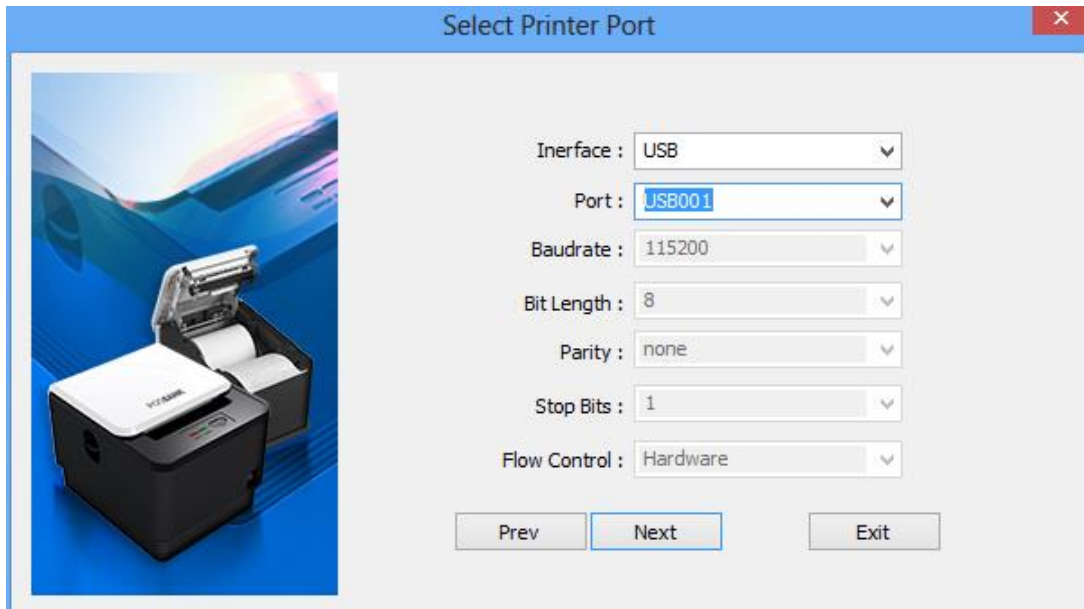 Select Printer Port
Inerface : USB
Port : USB001
Baudrate : 115200
Bit Length : 8
Parity : none
Stop Bits : 1
Flow Control : Hardware
Prev Next Exit
POSBANK